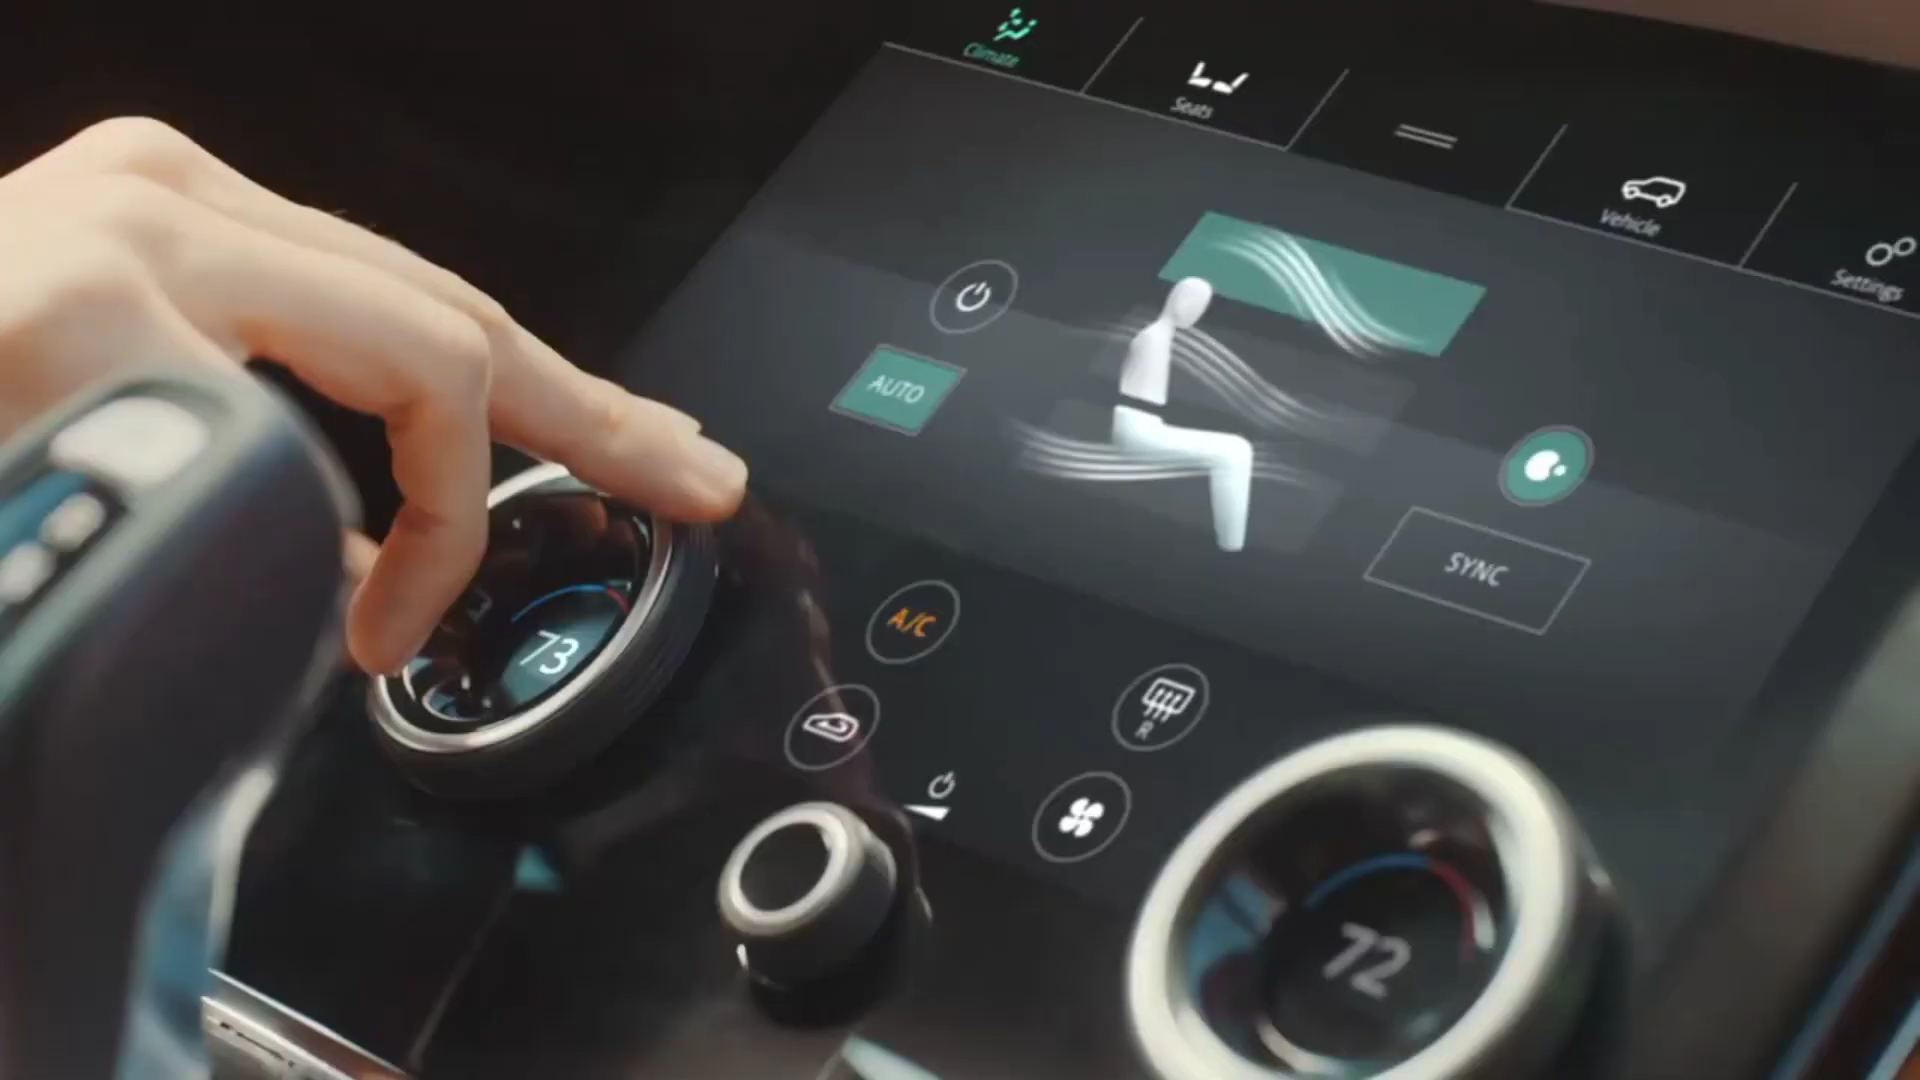 Climate
Seats
Vehicle
Settings
AUTO
SYNC
A/C
73
R
72